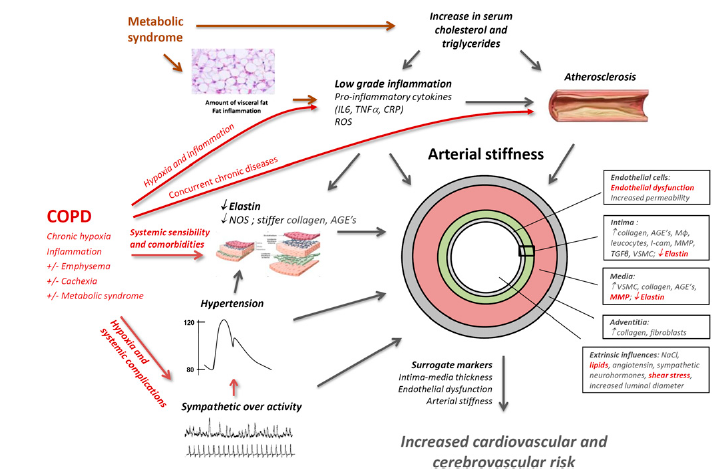 Metabolic
syndrome
Increase in serum
cholesterol and
triglycerides
Amount of visceral fat
Fat inflammation
Low grade inflammation
Pro-inflammatory cytokines
(IL6, TNFα, CRP)
ROS
Atherosclerosis
Hypoxia and inflammation
Concurrent chronic diseases
Arterial stiffness
COPD
Chronic hypoxia
Inflammation
+/- Emphysema
+/- Cachexia
+/- Metabolic syndrome
Systemic sensibility
and comorbidities
↓Elastin
↓NOS ; stiffer collagen, AGE's
Hypoxia and
systemic complications
Hypertension
120
80
Sympathetic over activity
Endothelial cells:
Endothelial dysfunction
Increased permeability
Intima :
↑collagen, AGE's, Mϕ,
leucocytes, I-cam, MMP,
TGFβ, VSMC; ↓Elastin
Media:
↑VSMC, collagen, AGE's,
MMP; ↓Elastin
Adventitia:
↑collagen, fibroblasts
Extrinsic influences: NaCl,
lipids, angiotensin, sympathetic
neurohormones, shear stress,
increased luminal diameter
Surrogate markers
Intima-media thickness
Endothelial dysfunction
Arterial stiffness
Increased cardiovascular and
cerebrovascular risk